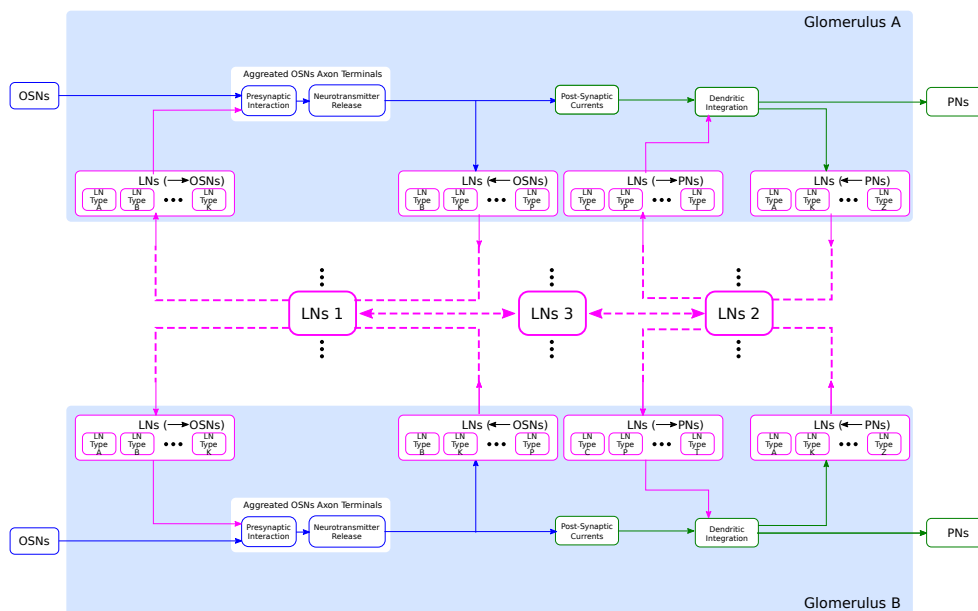 Glomerulus A
Aggreated OSNs Axon Terminals
OSNs
Presynaptic
Interaction
Neurotransmitter
Release
Post-Synaptic
Currents
Dendritic
Integration
PNs
LNs (→OSNs)
LN
Type
A
LN
Type
B
•••
LN
Type
K
LNs (←OSNs)
LN
Type
B
LN
Type
K
•••
LN
Type
P
LNs (→PNs)
LN
Type
C
LN
Type
P
•••
LN
Type
T
LNs (←PNs)
LN
Type
A
LN
Type
K
•••
LN
Type
Z
LNs 1
LNs 3
LNs 2
LNs (→OSNs)
LN
Type
A
LN
Type
B
•••
LN
Type
K
LNs (←OSNs)
LN
Type
B
LN
Type
K
•••
LN
Type
P
LNs (→PNs)
LN
Type
C
LN
Type
P
•••
LN
Type
T
LNs (←PNs)
LN
Type
A
LN
Type
K
•••
LN
Type
Z
Aggreated OSNs Axon Terminals
OSNs
Presynaptic
Interaction
Neurotransmitter
Release
Post-Synaptic
Currents
Dendritic
Integration
PNs
Glomerulus B